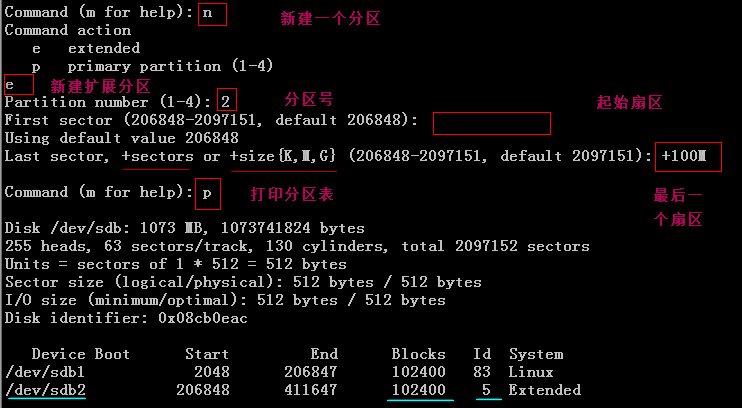 Command (m for help): n 新建一个分区
Command action
e extended
p primary partition (1-4)
e 新建扩展分区
Partition number (1-4): 2 分区号 起始扇区
First sector (206848-2097151, default 206848):
Using default value 206848
Last sector, +sectors or +size{K,M,G} (206848-2097151, default 2097151): +100M
Command (m for help): p 打印分区表 最后一
个扇区
Disk /dev/sdb: 1073 MB, 1073741824 bytes
255 heads, 63 sectors/track, 130 cylinders, total 2097152 sectors
Units = sectors of 1 * 512 = 512 bytes
Sector size (logical/physical): 512 bytes / 512 bytes
I/O size (minimum/optimal): 512 bytes / 512 bytes
Disk identifier: 0x08cb0eac
Device Boot Start End Blocks Id System
/dev/sdb1 2048 206847 102400 83 Linux
/dev/sdb2 206848 411647 102400 5 Extended